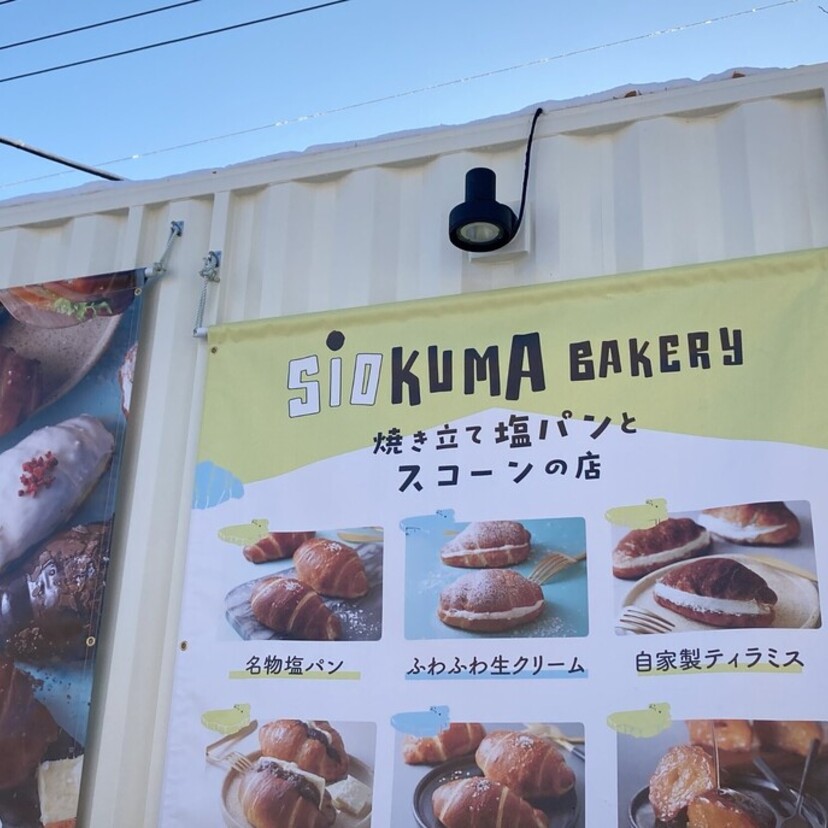 SIOKUMA BAKERY
焼き立て塩パンと
スコーンの店
名物塩パン
ふわふわ生クリーム
自家製ティラミス